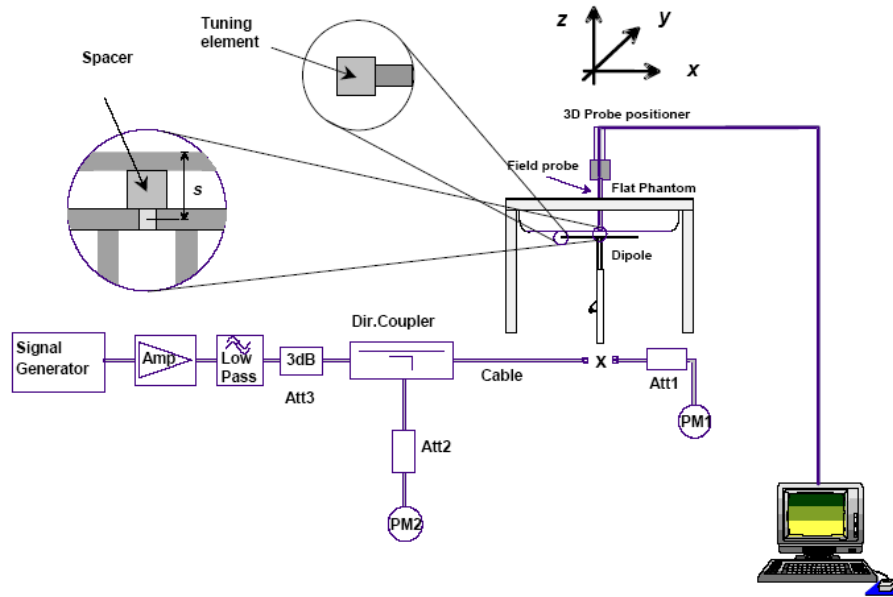 Tuning
element
Spacer
s
z
y
x
3D Probe positioner
Field probe
Flat Phantom
Dipole
Dir.Coupler
Signal
Generator
Amp
Low
Pass
3dB
Att3
Cable
X
Att1
PM1
Att2
PM2